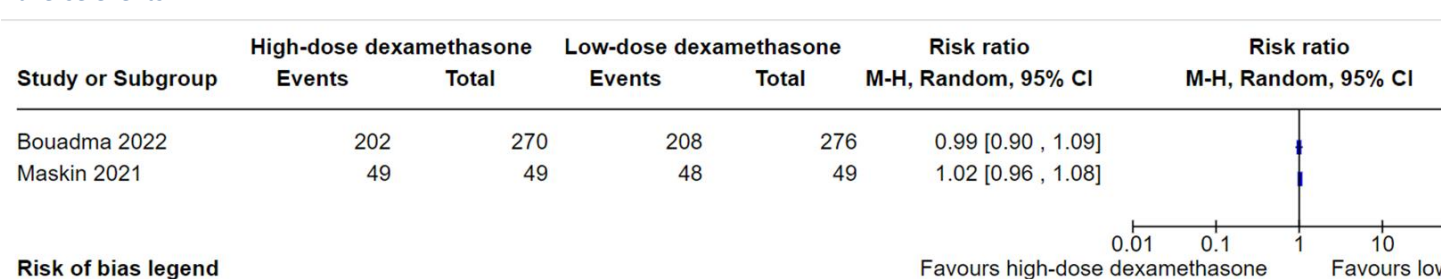 High-dose dexamethasone Low-dose dexamethasone Risk ratio Risk ratio
Study or Subgroup Events Total Events Total M-H, Random, 95% CI M-H, Random, 95% CI
Bouadma 2022 202 270 208 276 0.99 [0.90 , 1.09]
Maskin 2021 49 49 48 49 1.02 [0.96 , 1.08]
0.01 0.1 1 10
Risk of bias legend Favours high-dose dexamethasone Favours low